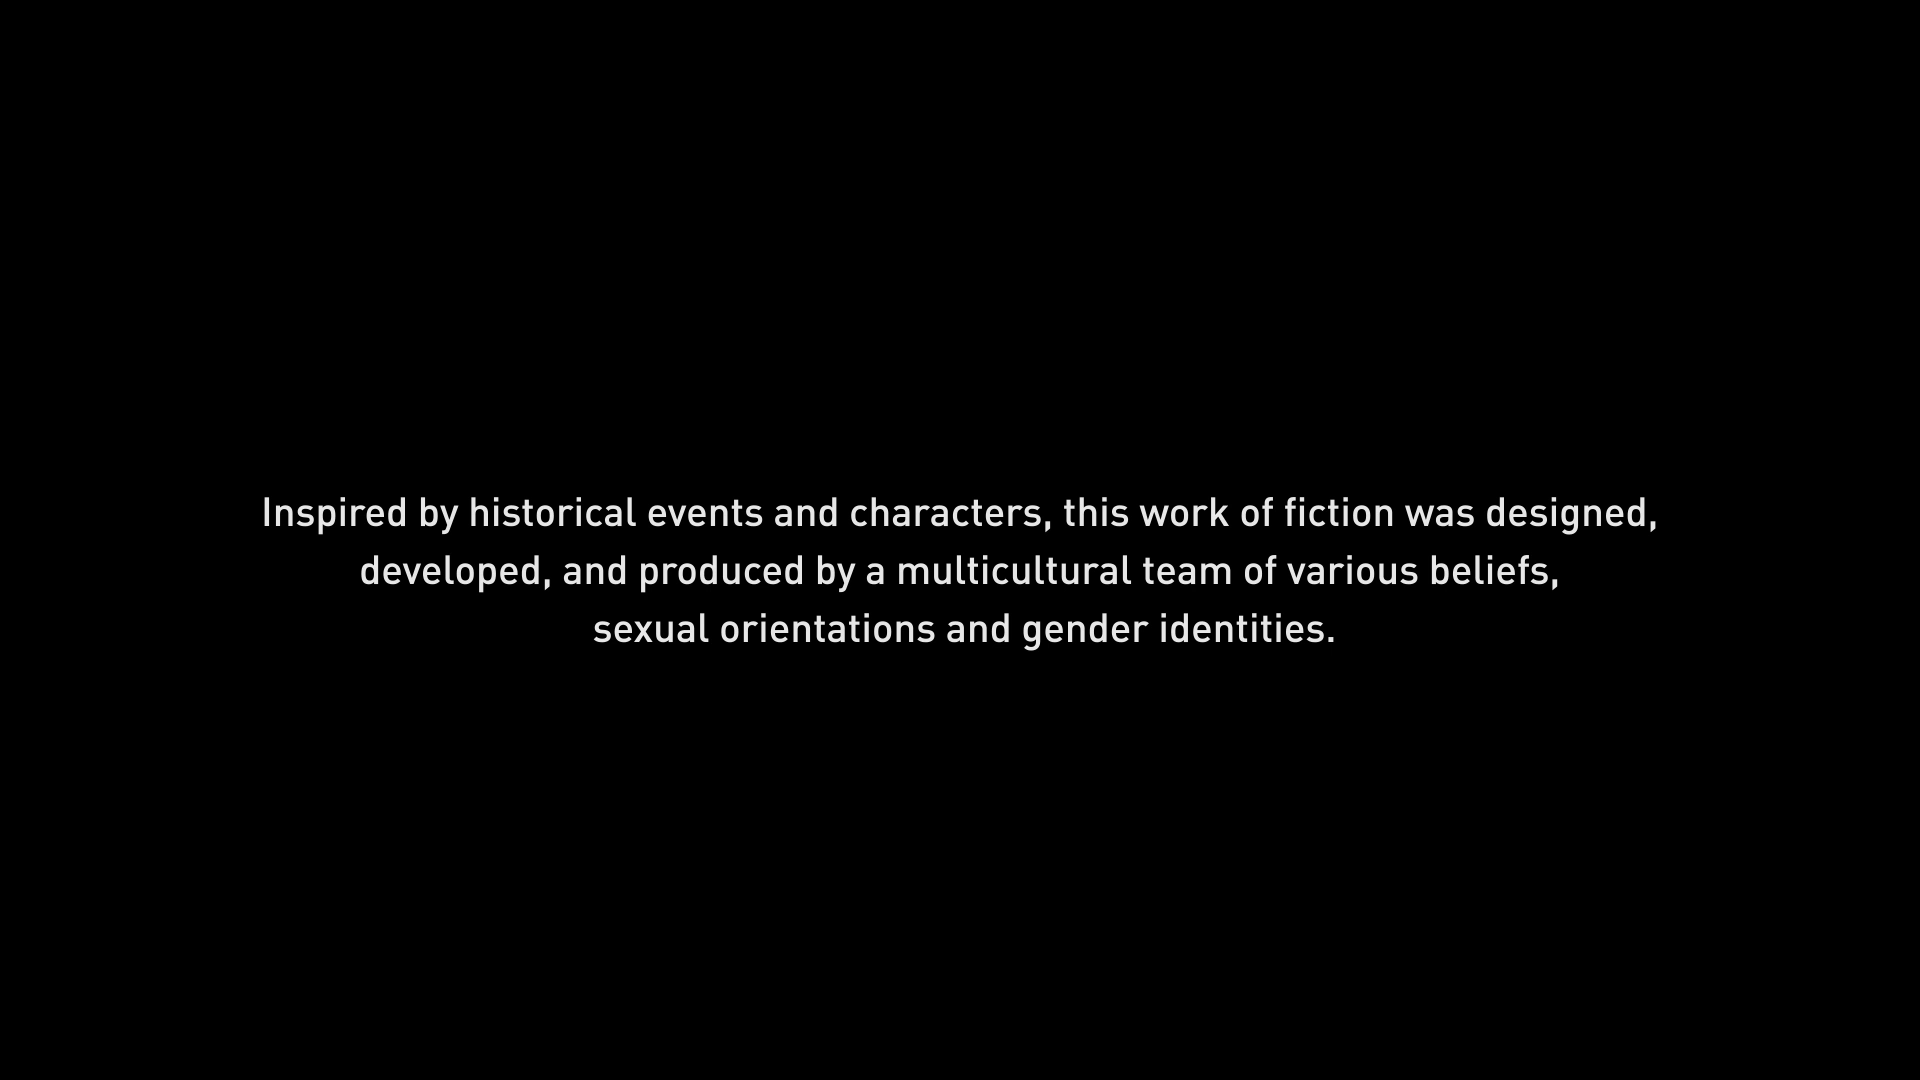 Inspired by historical events and characters, this work of fiction was designed,
developed, and produced by a multicultural team of various beliefs,
sexual orientations and gender identities.